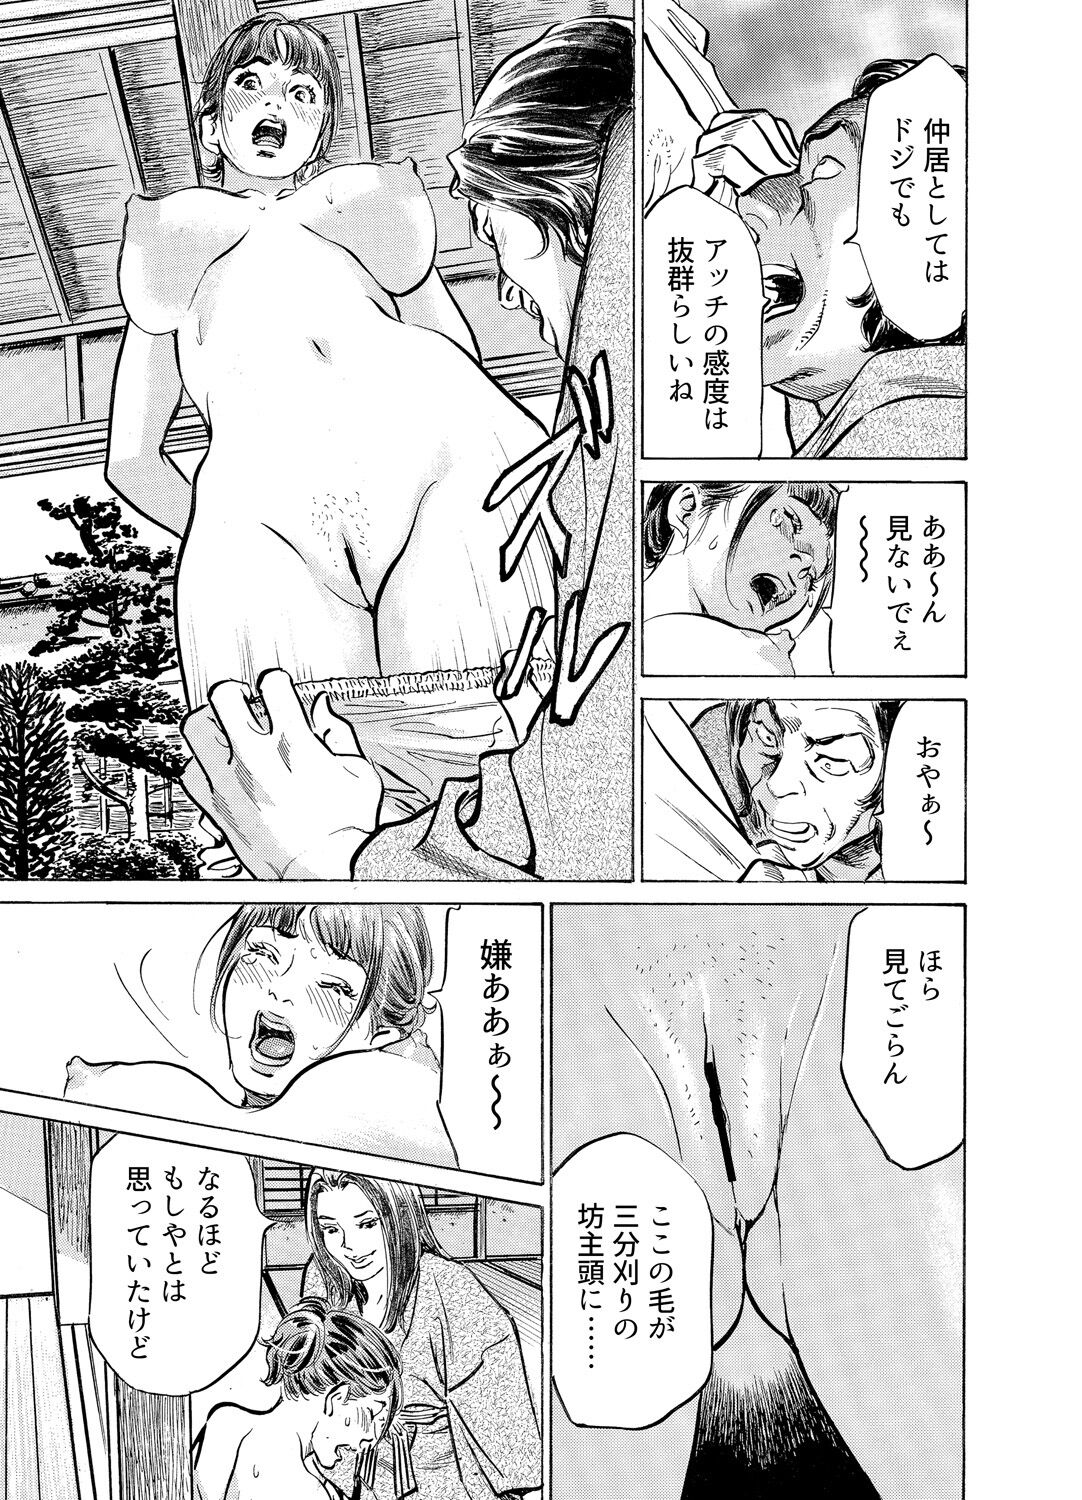 仲居としては
ドジでも
アッチの感度は
抜群らしいね
ズルッ
ああ～ん
見ないでぇ
～～
おやぁ～
ほら
見てごらん
ここの毛が
三分刈りの
坊主頭に……
嫌ああぁ～～
なるほど
もしやとは
思っていたけど